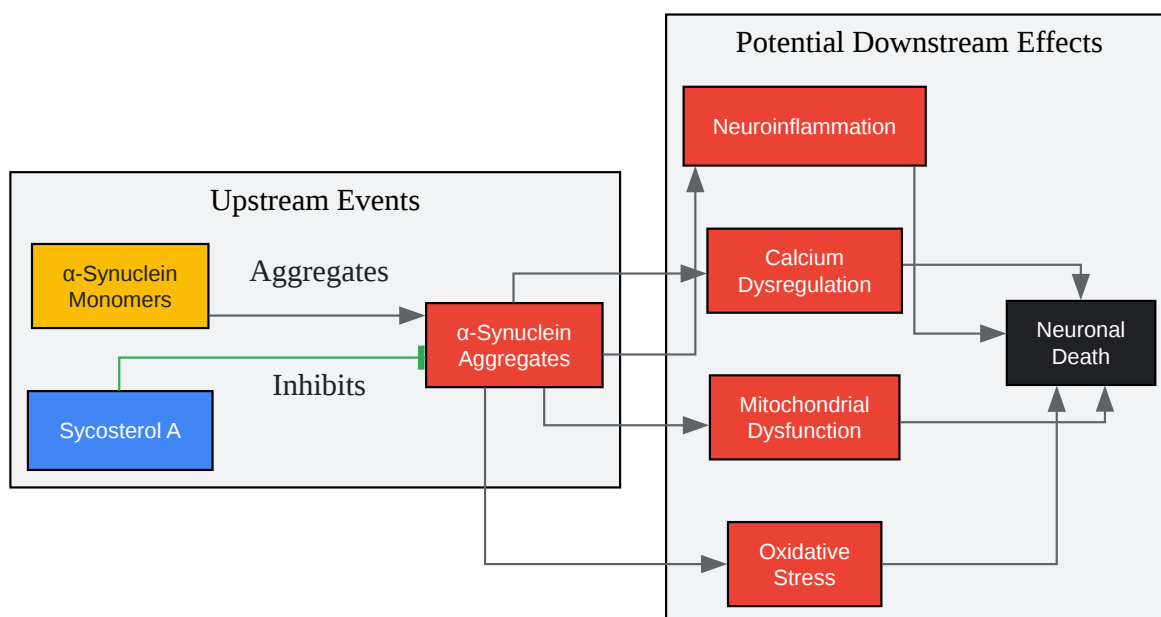 Potential Downstream Effects
Neuroinflammation
Upstream Events
α-Synuclein
Monomers
Aggregates
Calcium
Dysregulation
α-Synuclein
Aggregates
Neuronal
Death
Inhibits
Sycosterol A
Mitochondrial
Dysfunction
Oxidative
Stress